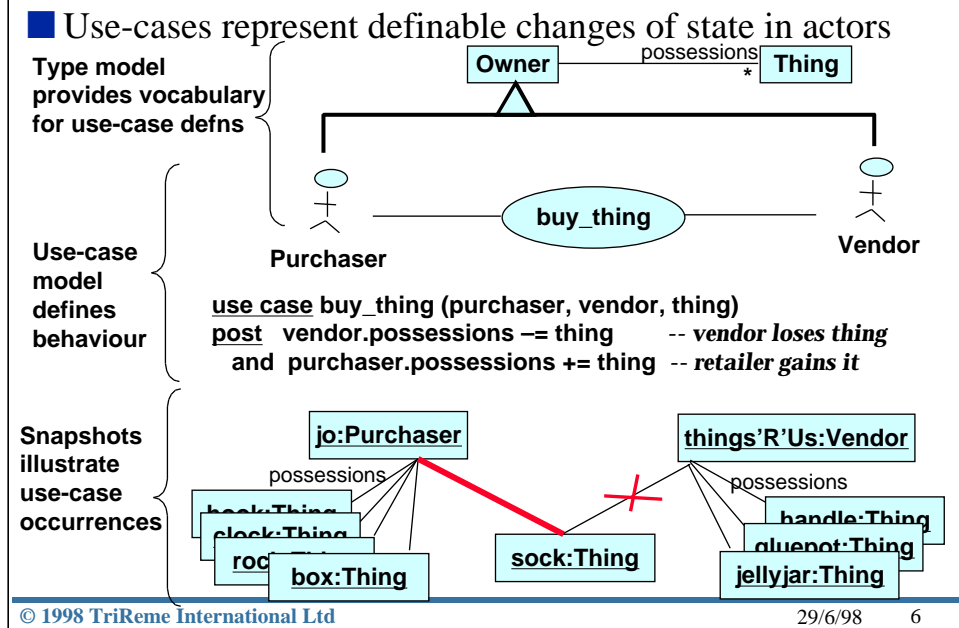 Use-cases represent definable changes of state in actors
Type model
provides vocabulary
for use-case defns
Owner
possessions
*
Thing
buy_thing
Purchaser
Vendor
Use-case
model
defines
behaviour
use case buy_thing (purchaser, vendor, thing)
post vendor.possessions –= thing -- vendor loses thing
and purchaser.possessions += thing -- retailer gains it
Snapshots
illustrate
use-case
occurrences
jo:Purchaser
things'R'Us:Vendor
possessions
possessions
clock:Thing
box:Thing
sock:Thing
handle:Thing
gluepot:Thing
jellyjar:Thing
© 1998 TriReme International Ltd
29/6/98 6